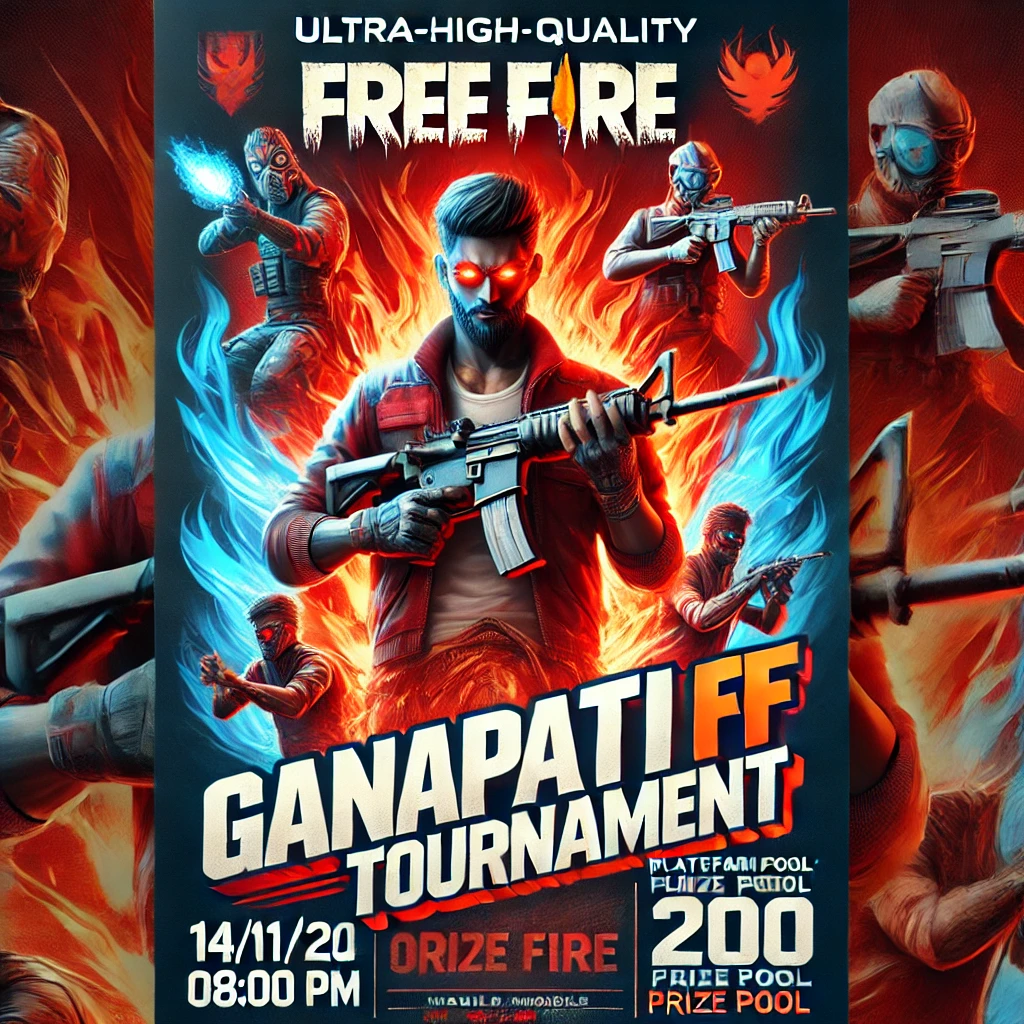 ULTRA-HIGH-QUALITY
FREE FIRE
GANAPATI FF
TOURNAMENT
14/11/20
08:00 PM
ORIZE FIRE
POOL
200
PRIZE POOL
PRIZE POOL